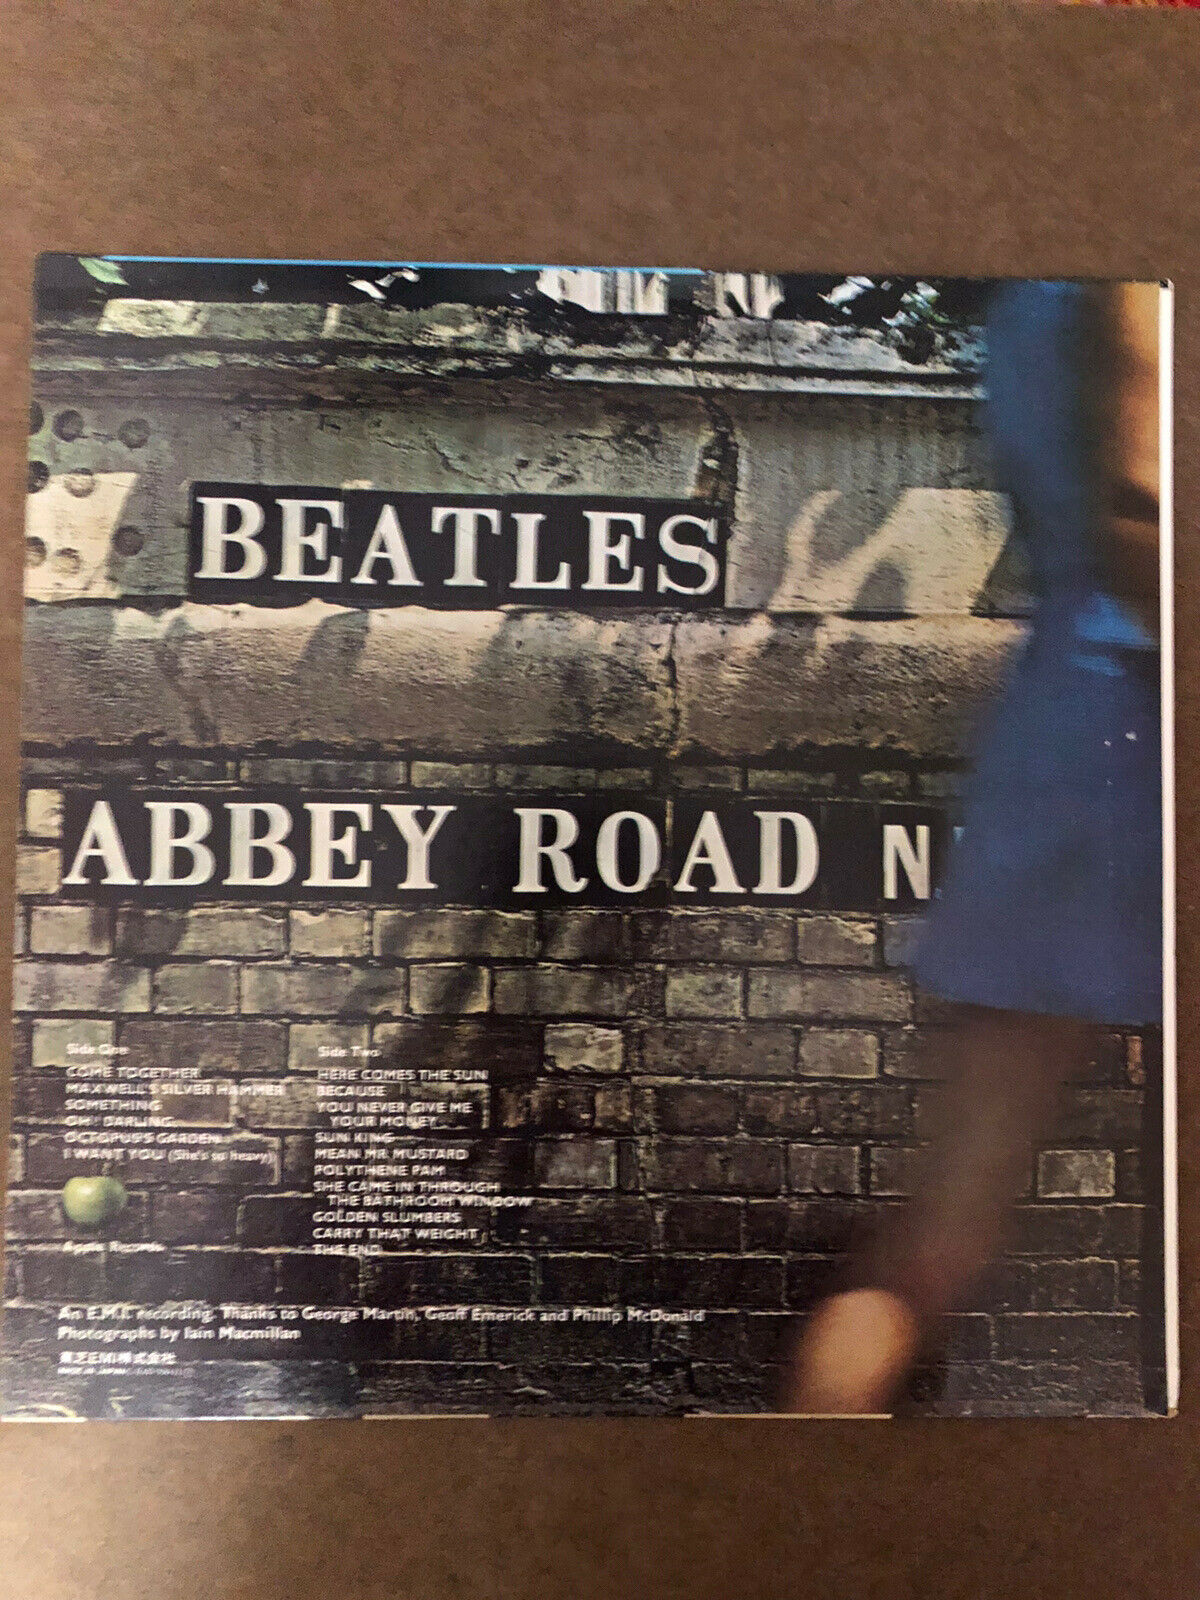 BEATLES
ABBEY ROAD N
Side One
COME TOGETHER
MAXWELL'S SILVER HAMMER
SOMETHING
OH! DARLING
OCTOPUS'S GARDEN
I WANT YOU (She's so heavy)
Apple Records
Side Two
HERE COMES THE SUN
BECAUSE
YOU NEVER GIVE ME
YOUR MONEY
SUN KING
MEAN MR. MUSTARD
POLYTHENE PAM
SHE CAME IN THROUGH
THE BATHROOM WINDOW
GOLDEN SLUMBERS
CARRY THAT WEIGHT
THE END
An E.M.I. recording. Thanks to George Martin, Geoff Emerick and Phillip McDonald
Photographs by Iain Macmillan
東芝EMI株式会社
MADE IN JAPAN